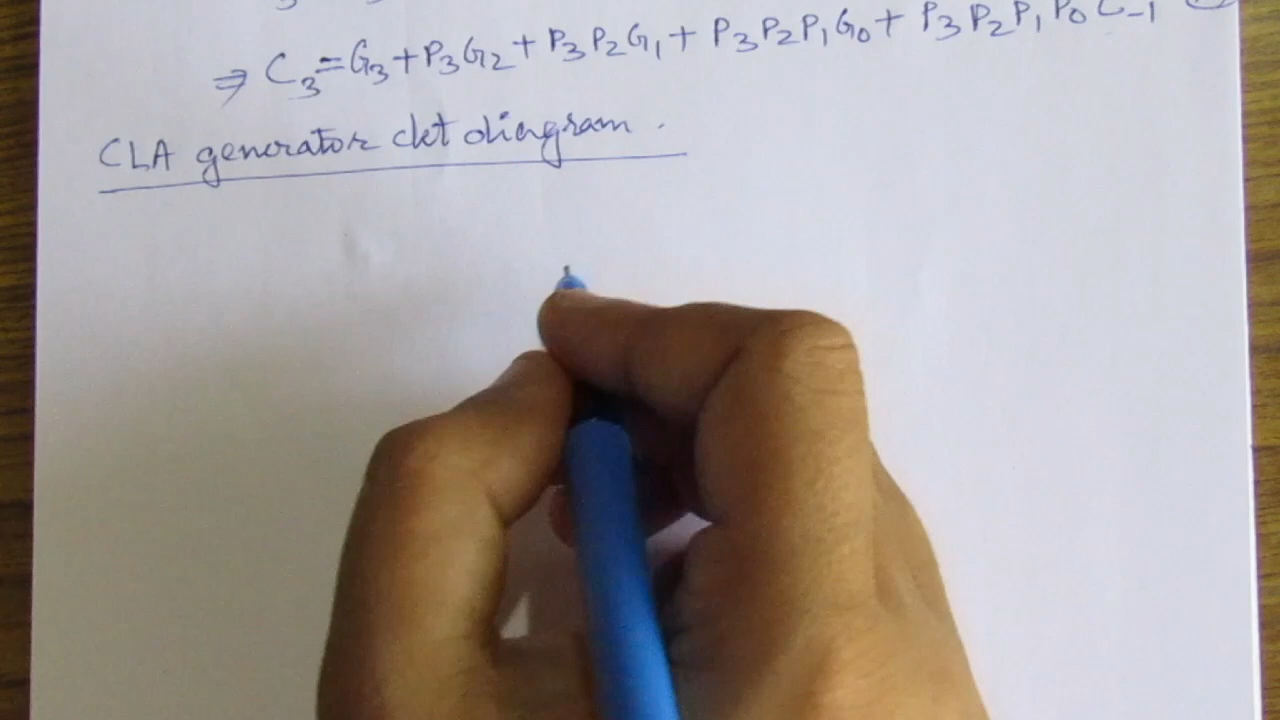 ⇒ C₃=G₃+P₃G₂+P₃P₂G₁+P₃P₂P₁G₀+P₃P₂P₁P₀C₋₁
CLA generator ckt diagram.